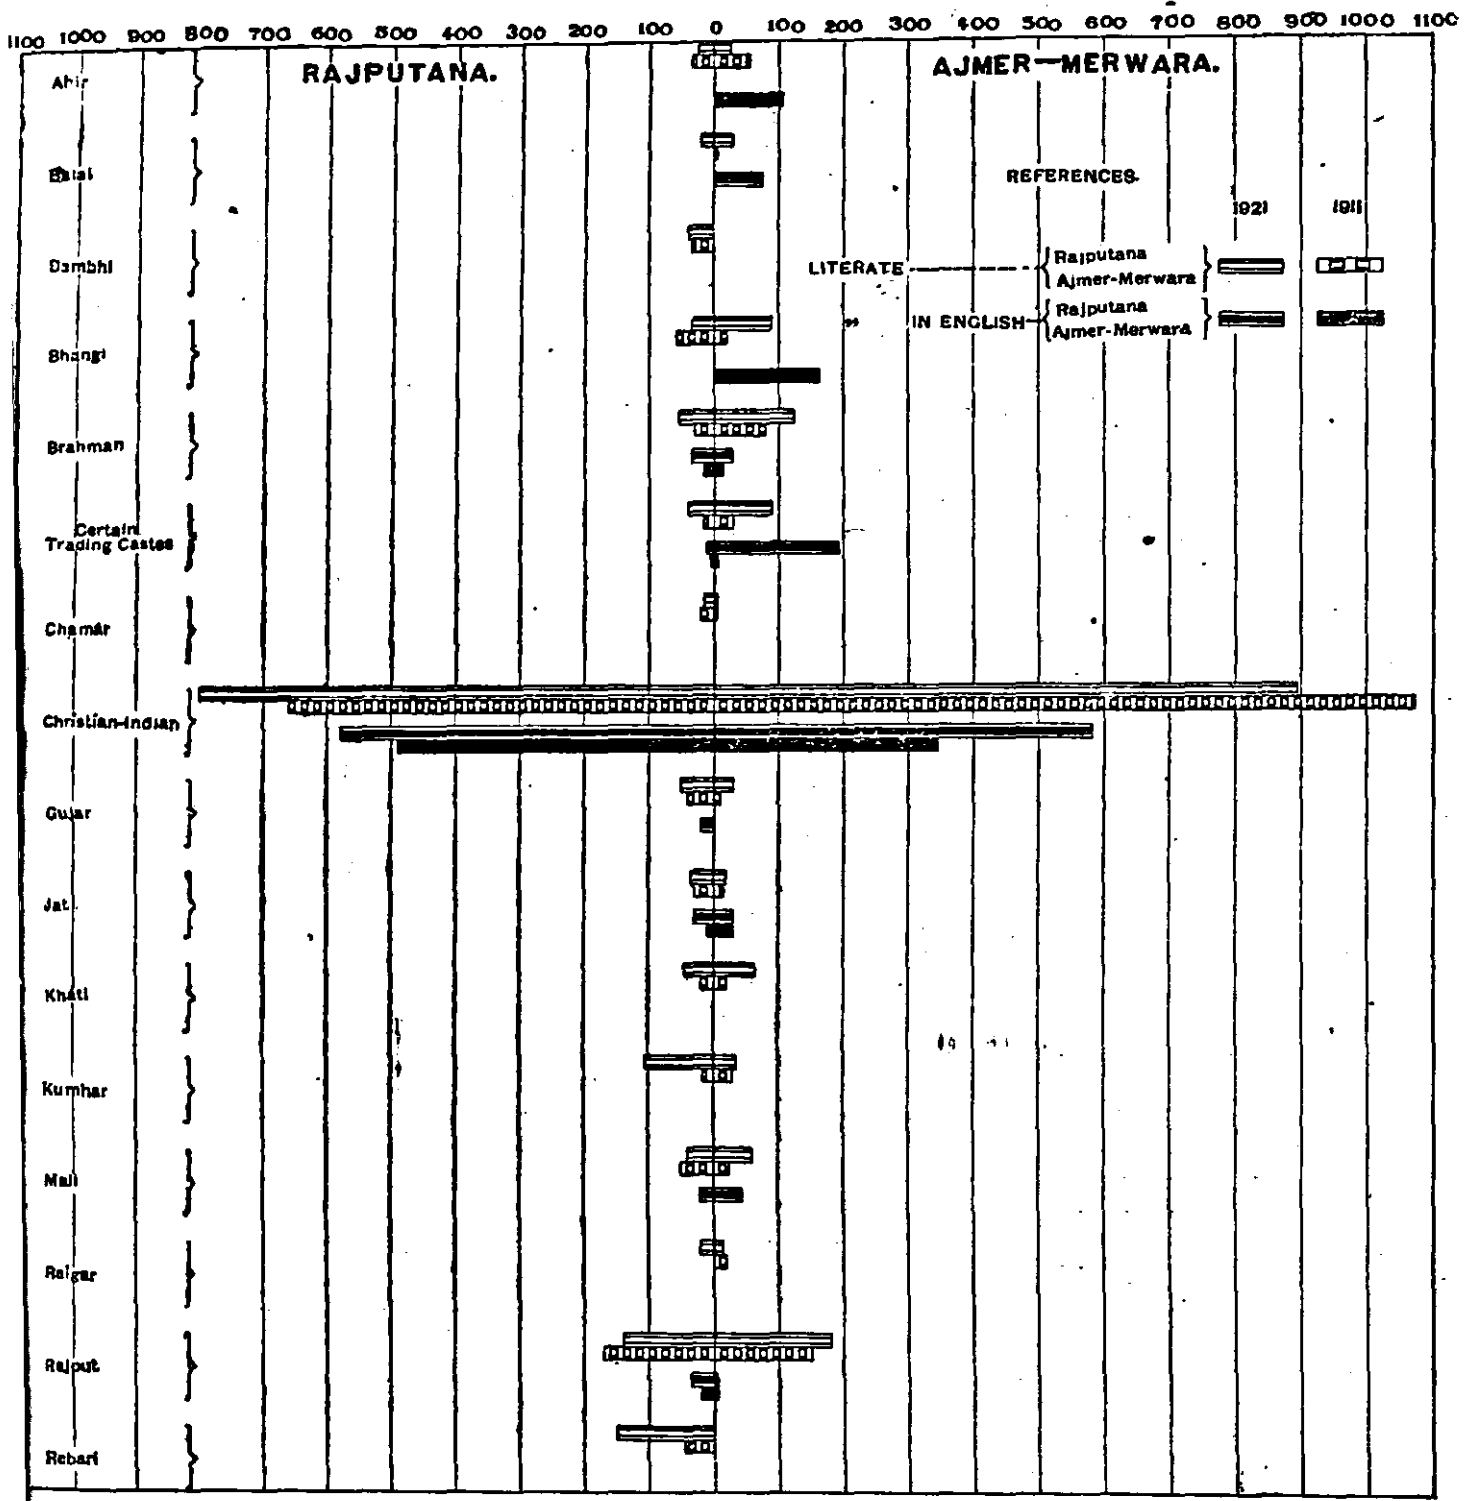 1100 1000 900 800 700 600 500 400 300 200 100 0 100 200 300 400 500 600 700 800 900 1000 1100
RAJPUTANA. AJMER—MERWARA.
Ahir
REFERENCES.
Balai
1921 1911
Bambhi
LITERATE Rajputana
Ajmer-Merwara
" IN ENGLISH Rajputana
Ajmer-Merwara
Bhangi
Brahman
Certain
Trading Castes
Chamár
Christian-Indian
Gujar
Jat
Kháti
Kumhar
Mali
Raigar
Rajput
Rebari